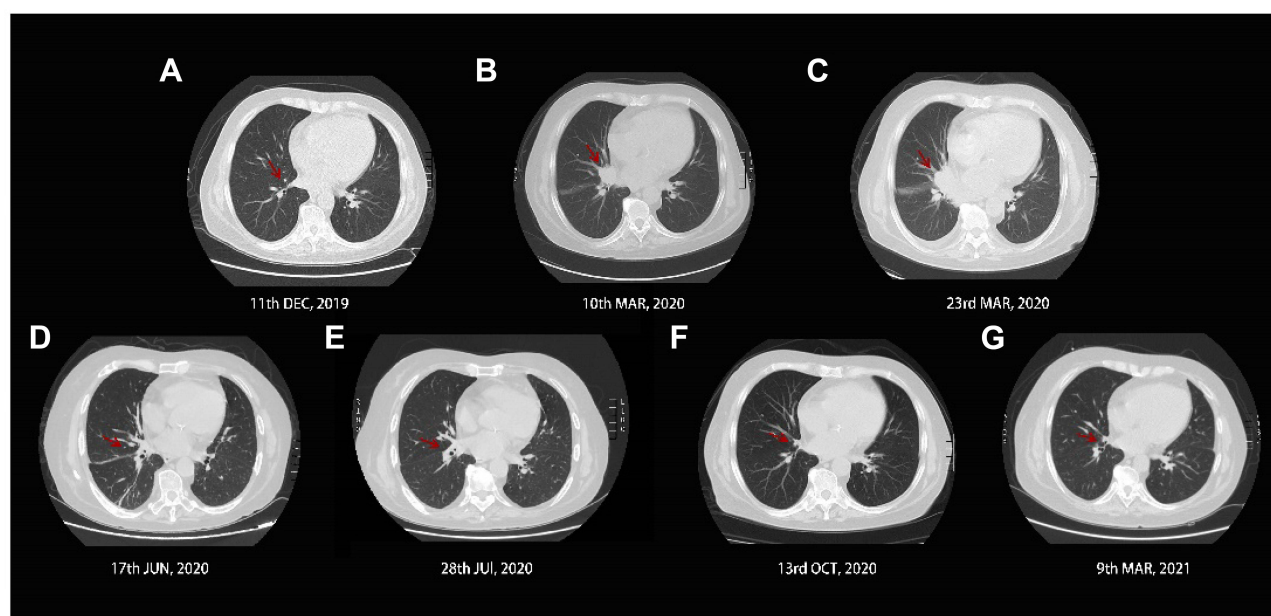 A
B
C
11th DEC, 2019
10th MAR, 2020
23rd MAR, 2020
D
E
F
G
17th JUN, 2020
28th JUl, 2020
13rd OCT, 2020
9th MAR, 2021